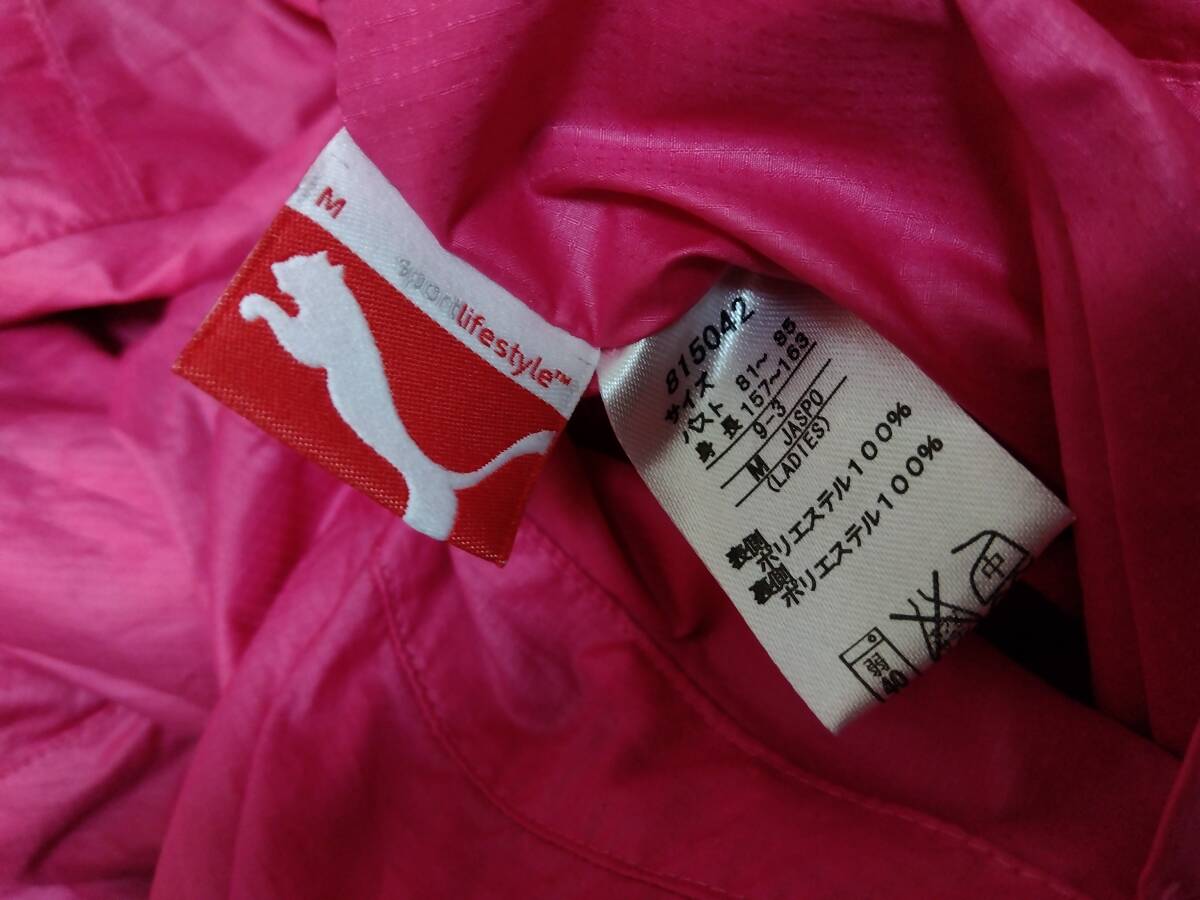 M
sportlifestyle™
815042
サイズ
バスト 81～ 85
身 長 157～163
9-3
M JASPO
(LADIES)
表側
ポリエステル100%
裏側
ポリエステル100%
弱
40
中